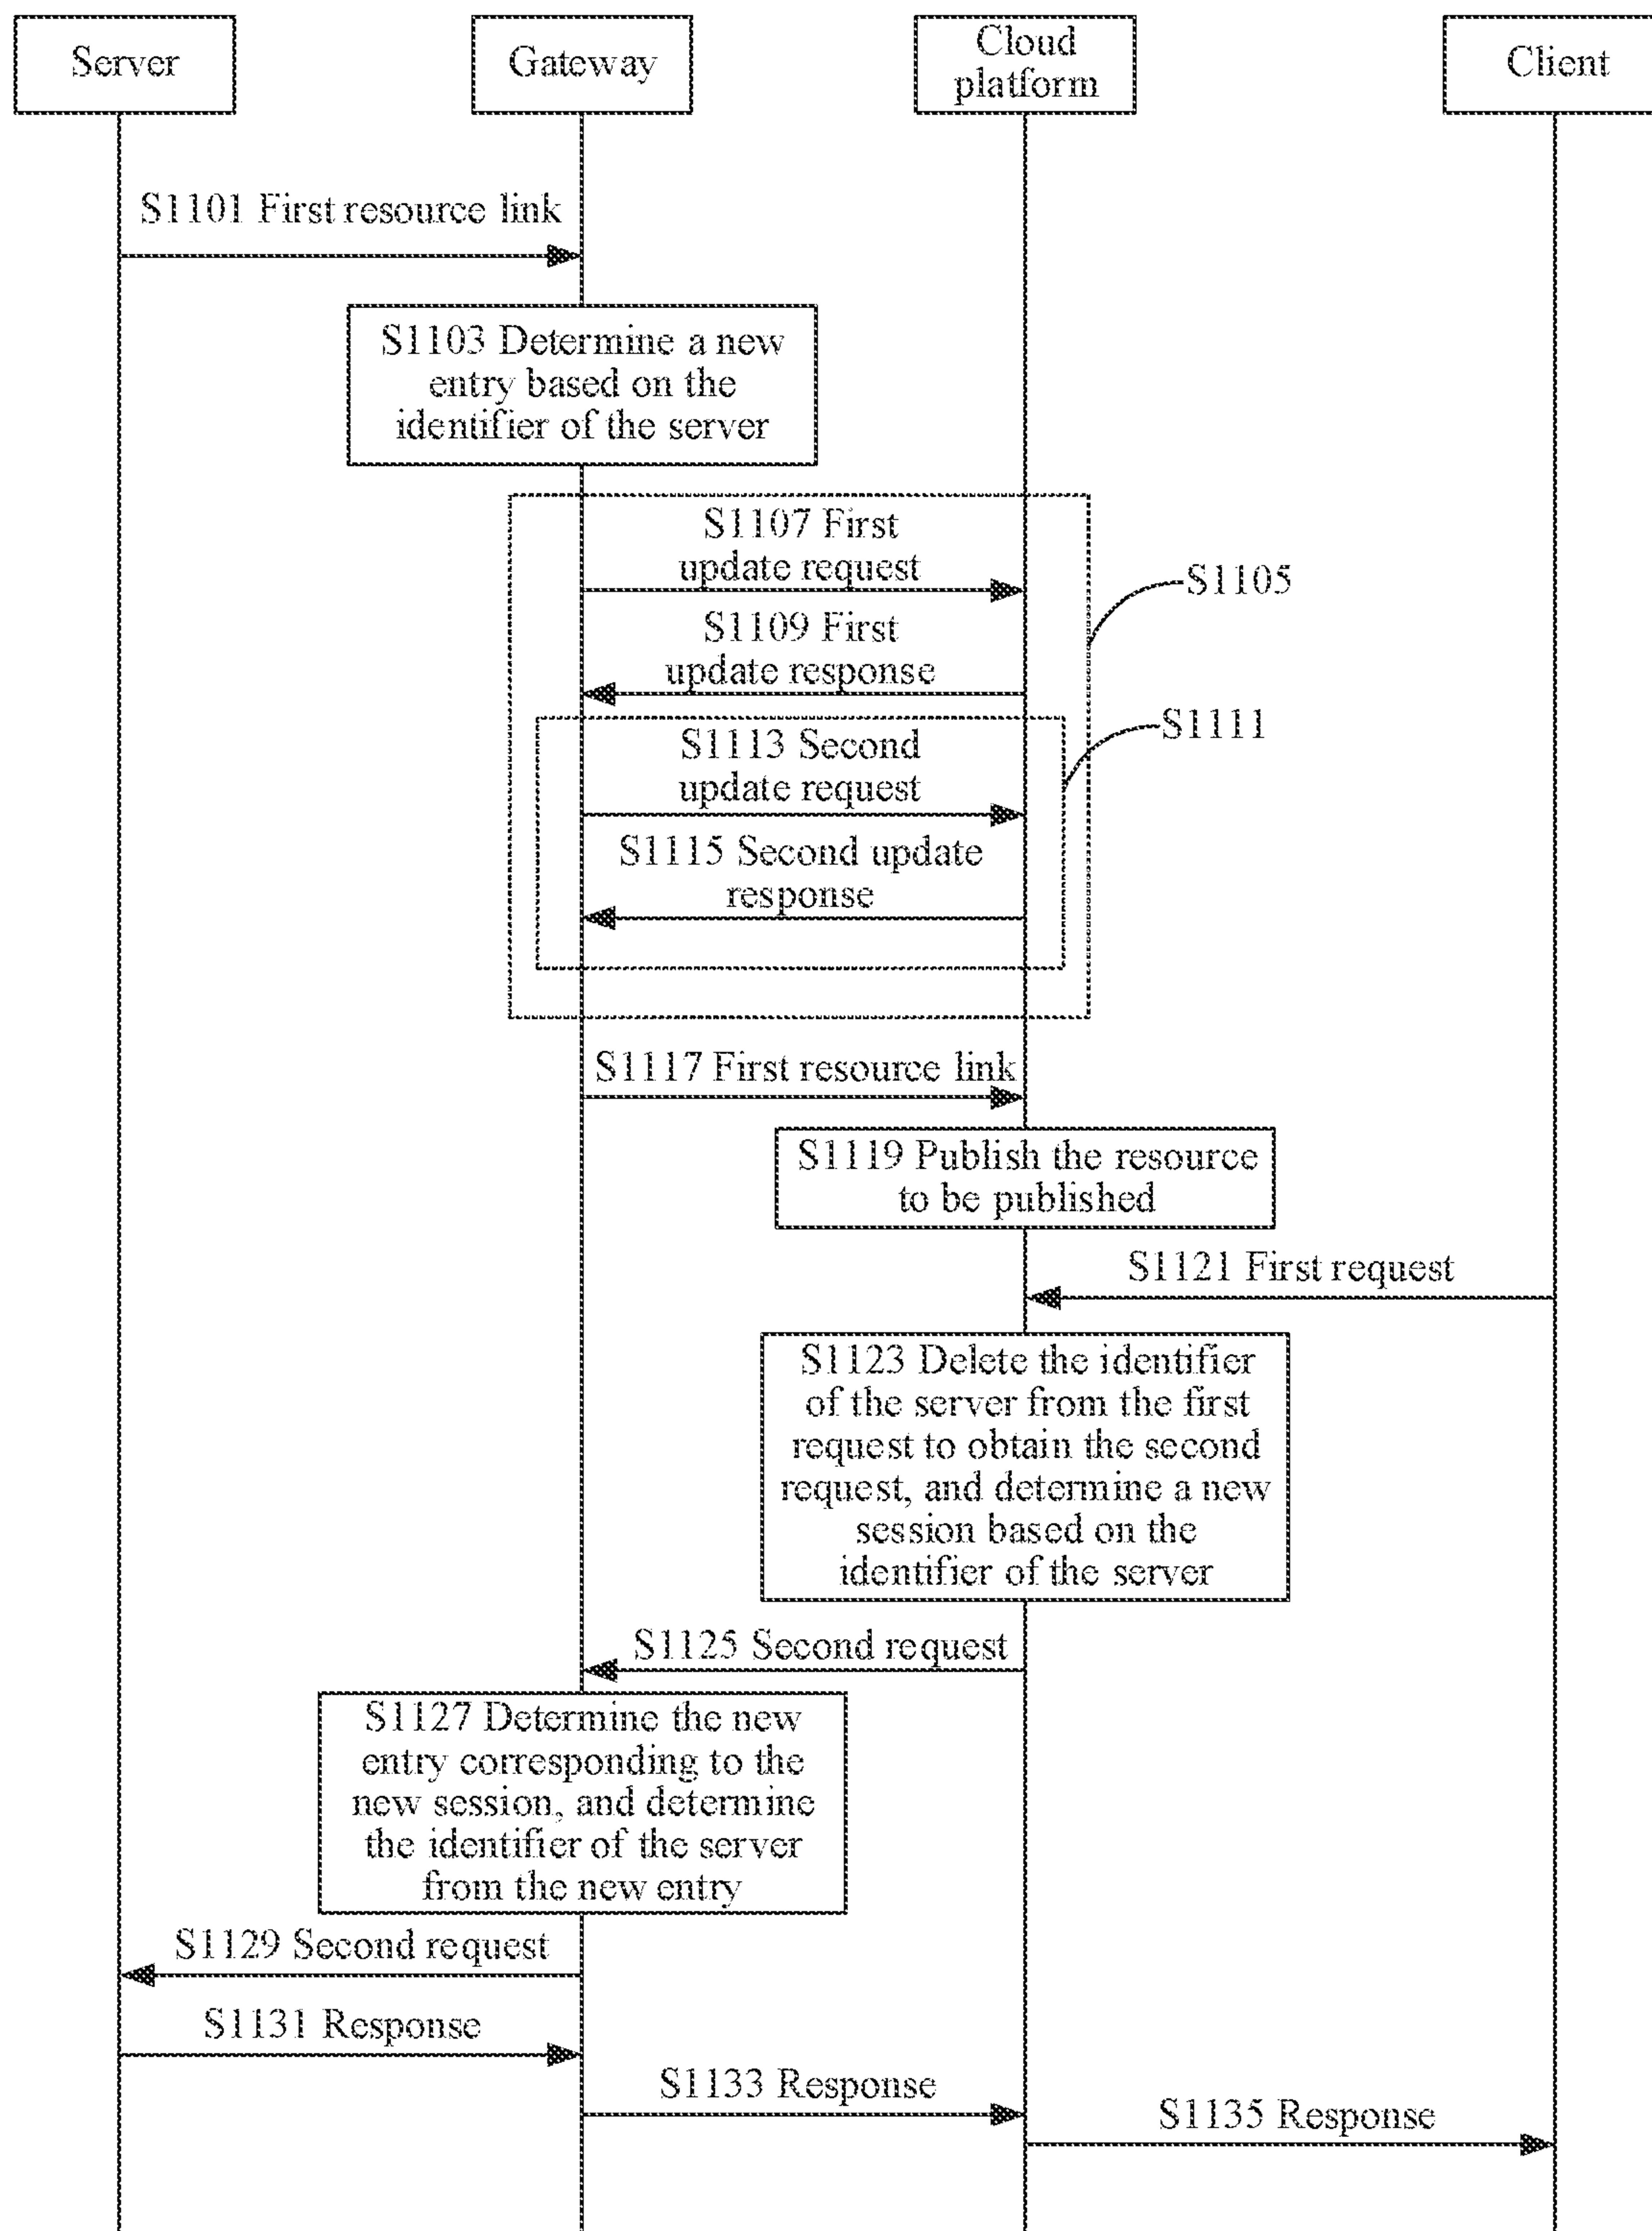 Server
Gateway
Cloud
platform
Client
S1101 First resource link
S1103 Determine a new
entry based on the
identifier of the server
S1107 First
update request
S1105
S1109 First
update response
S1111
S1113 Second
update request
S1115 Second update
response
S1117 First resource link
S1119 Publish the resource
to be published
S1121 First request
S1123 Delete the identifier
of the server from the first
request to obtain the second
request, and determine a new
session based on the
identifier of the server
S1125 Second request
S1127 Determine the new
entry corresponding to the
new session, and determine
the identifier of the server
from the new entry
S1129 Second request
S1131 Response
S1133 Response
S1135 Response